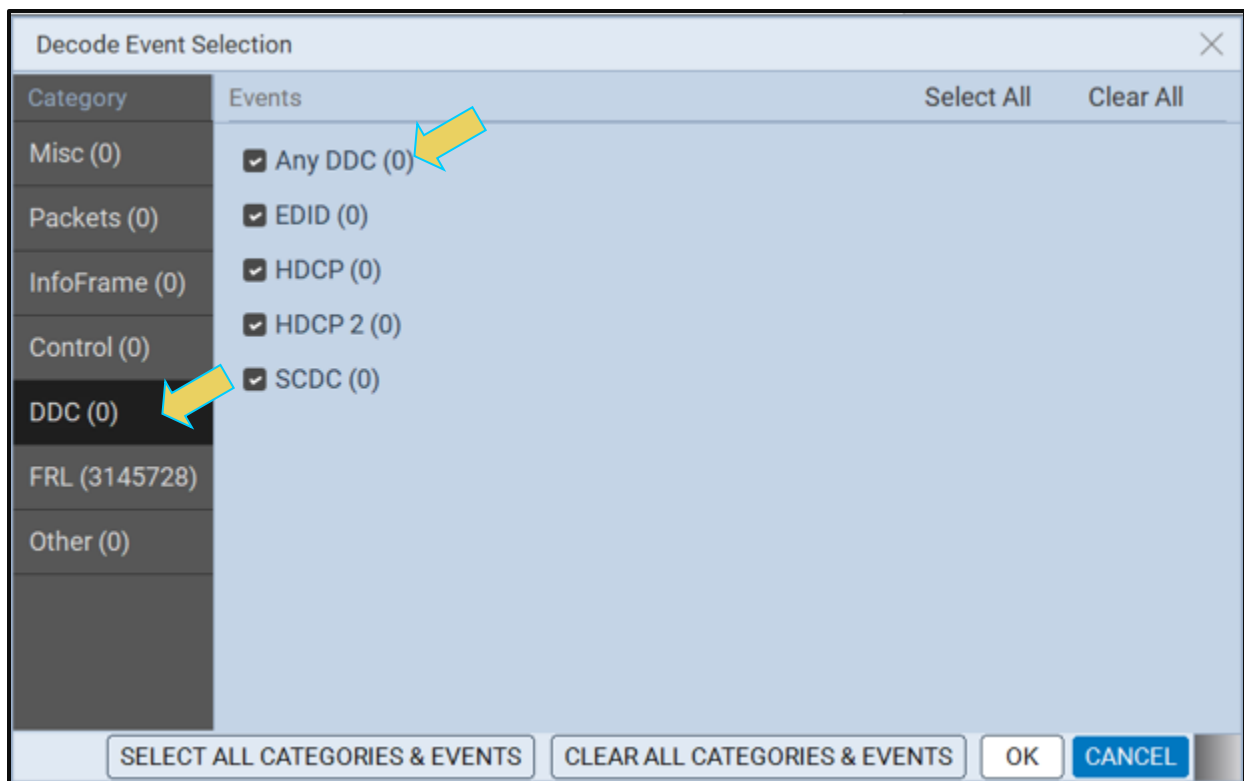 Decode Event Selection
Category
Events
Select All
Clear All
Misc (0)
Packets (0)
InfoFrame (0)
Control (0)
DDC (0)
FRL (3145728)
Other (0)
Any DDC (0)
EDID (0)
HDCP (0)
HDCP 2 (0)
SCDC (0)
SELECT ALL CATEGORIES & EVENTS
CLEAR ALL CATEGORIES & EVENTS
OK
CANCEL